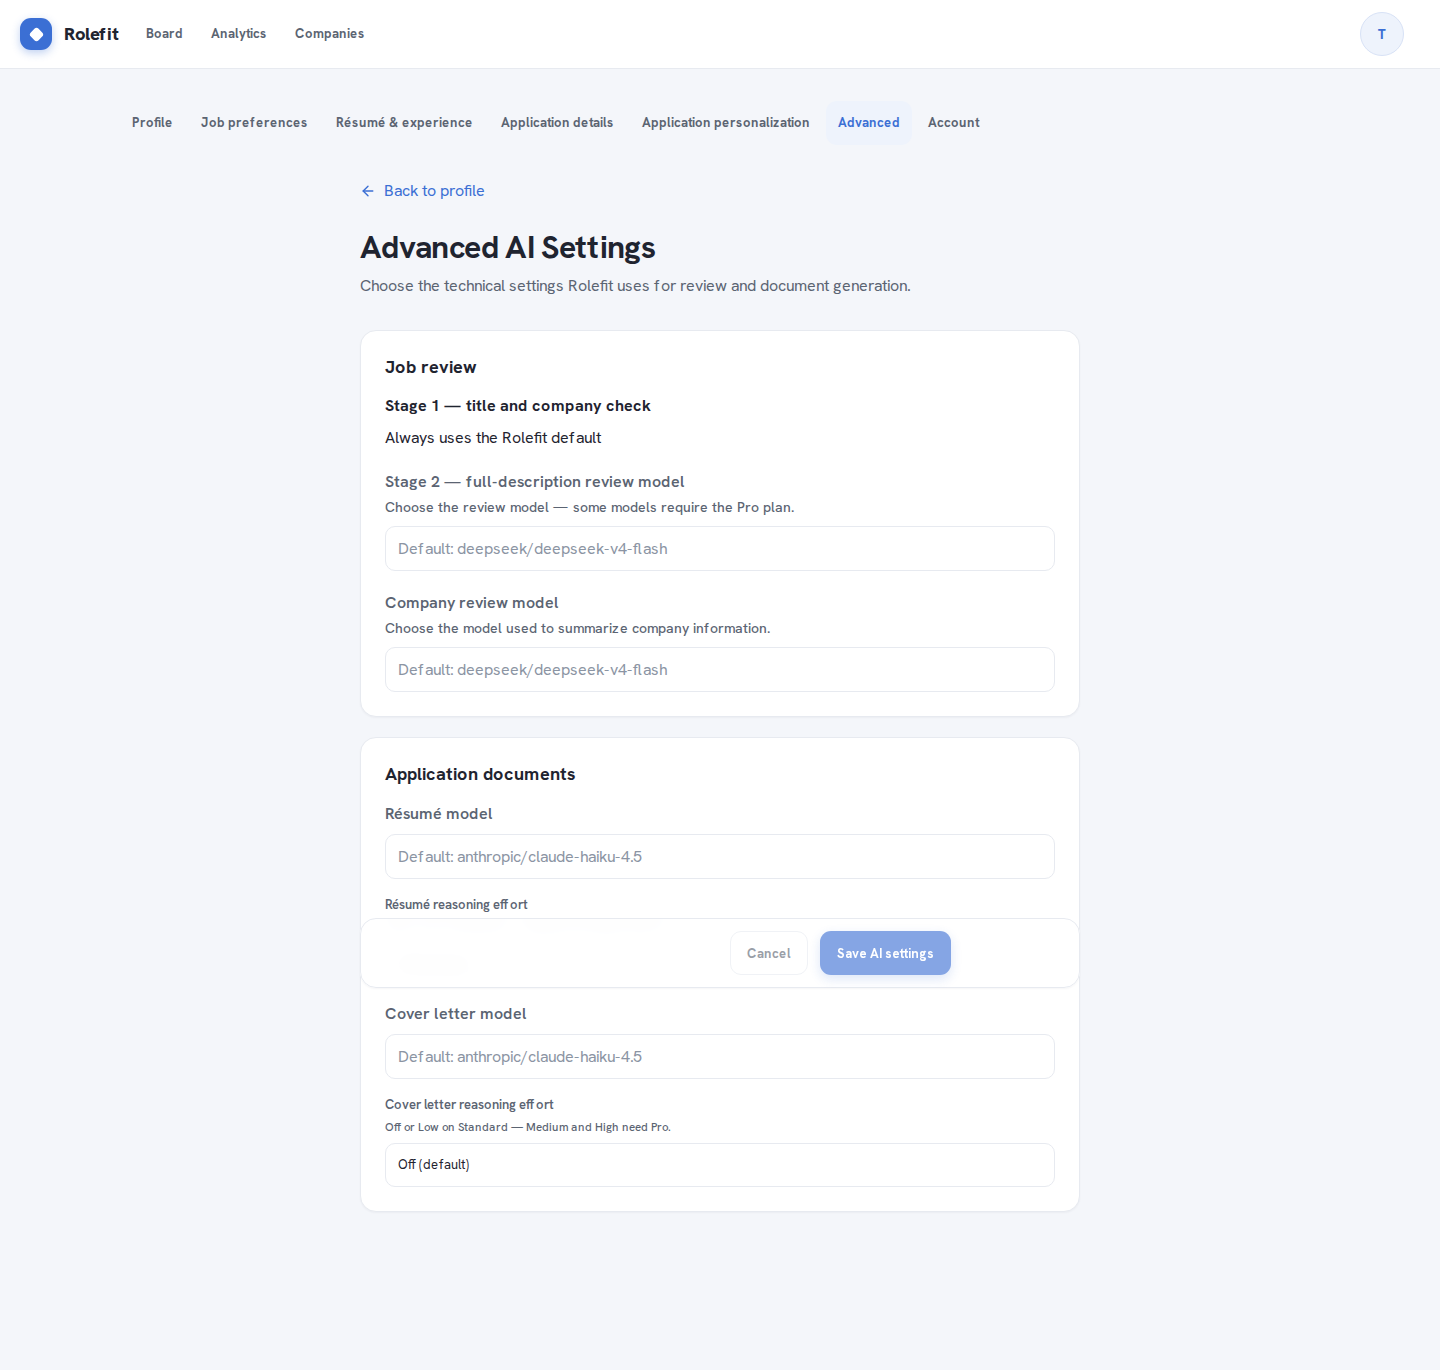 Rolefit
Board
Analytics
Companies
T
Profile
Job preferences
Résumé & experience
Application details
Application personalization
Advanced
Account
Back to profile
Advanced AI Settings
Choose the technical settings Rolefit uses for review and document generation.
Job review
Stage 1 — title and company check
Always uses the Rolefit default
Stage 2 — full-description review model
Choose the review model — some models require the Pro plan.
Default: deepseek/deepseek-v4-flash
Company review model
Choose the model used to summarize company information.
Default: deepseek/deepseek-v4-flash
Application documents
Résumé model
Default: anthropic/claude-haiku-4.5
Résumé reasoning effort
Cancel
Save AI settings
Cover letter model
Default: anthropic/claude-haiku-4.5
Cover letter reasoning effort
Off or Low on Standard — Medium and High need Pro.
Off (default)